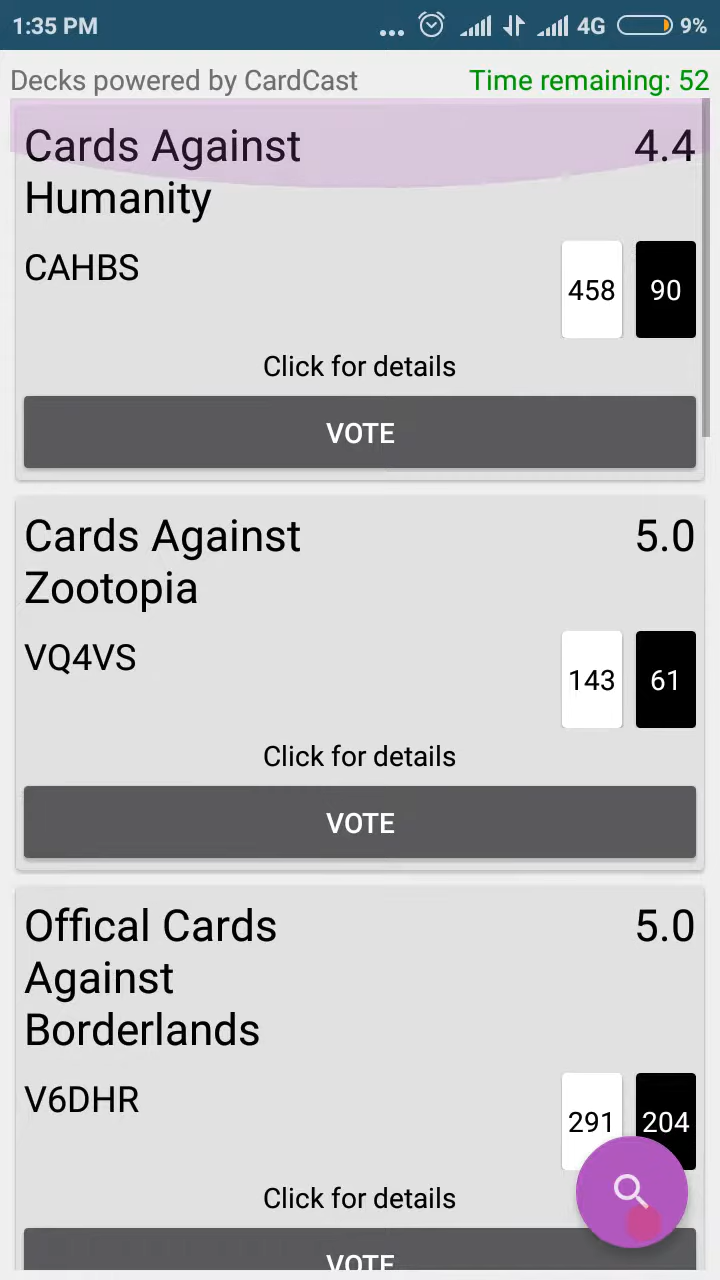 1:35 PM ... 4G 9%
Decks powered by CardCast Time remaining: 52
Cards Against 4.4
Humanity
CAHBS
458 90
Click for details
VOTE
Cards Against 5.0
Zootopia
VQ4VS
143 61
Click for details
VOTE
Offical Cards 5.0
Against
Borderlands
V6DHR
291 204
Click for details
VOTE